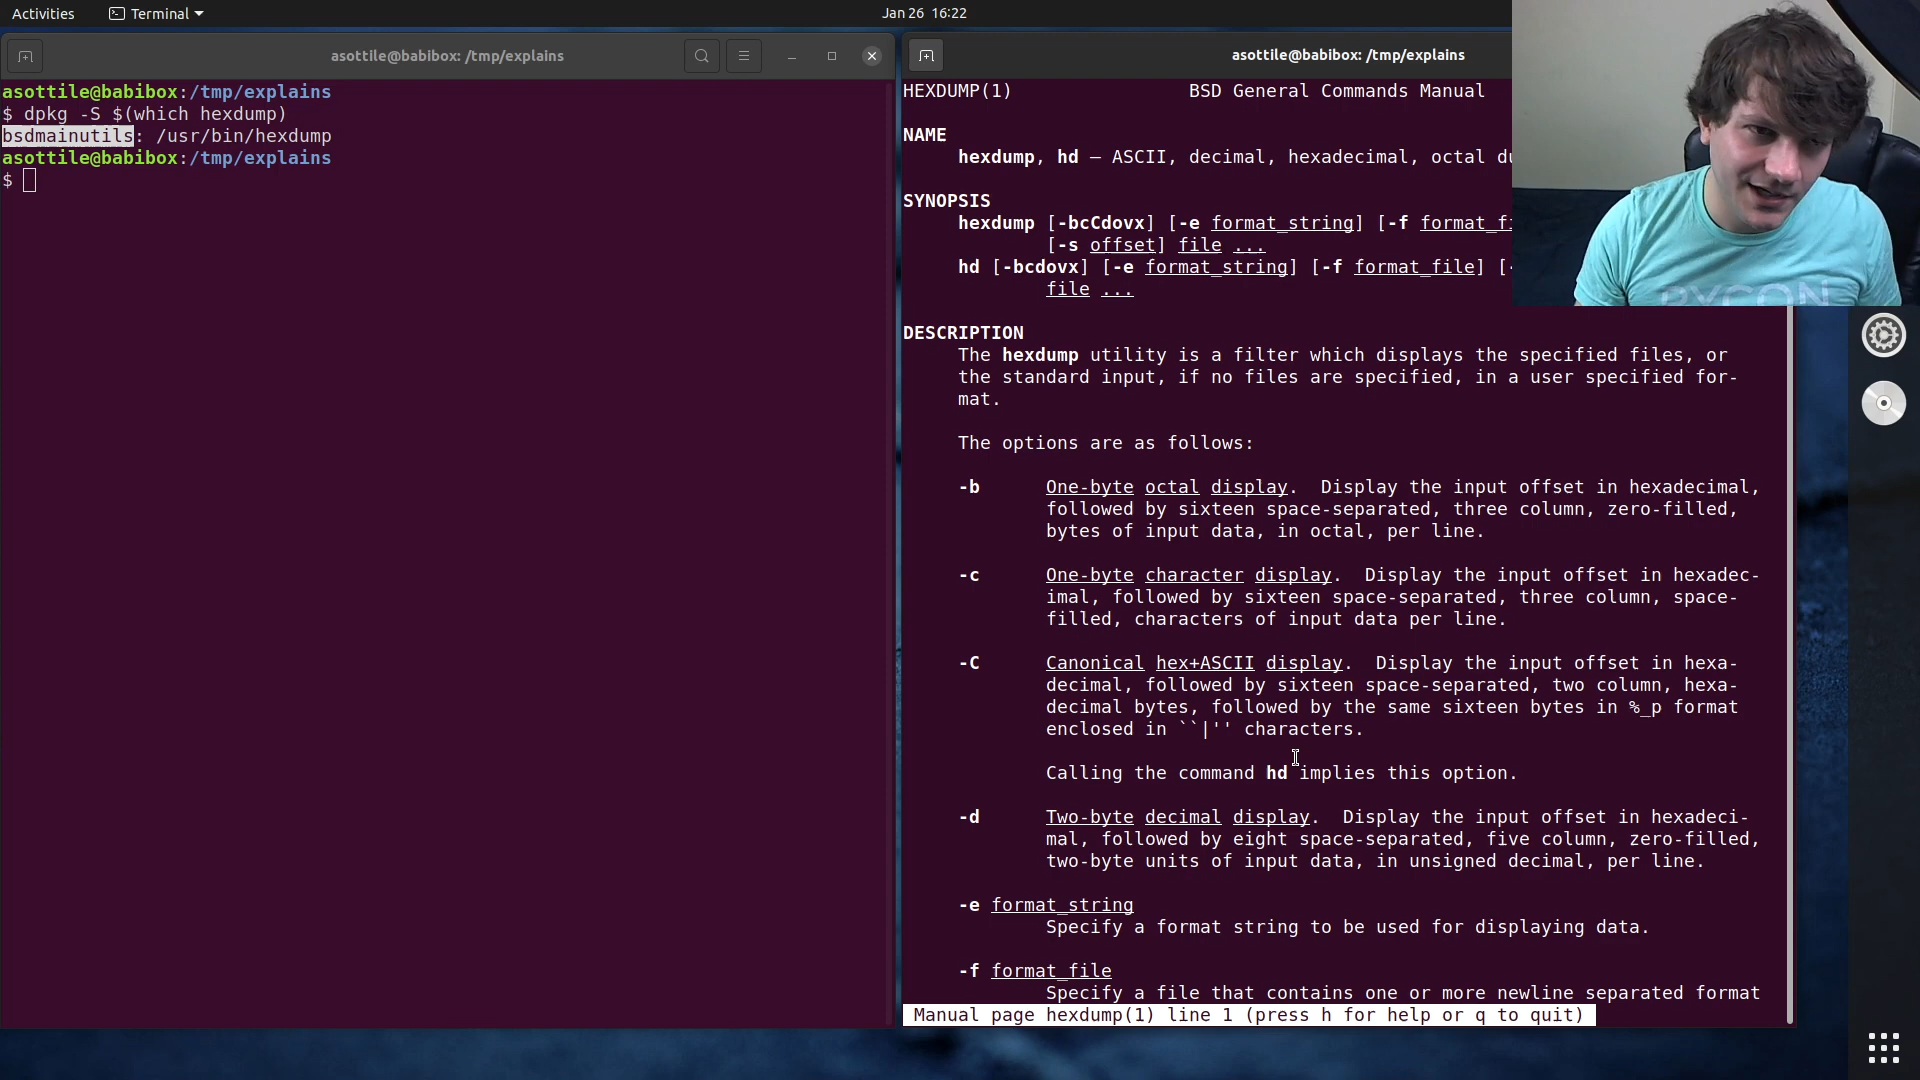 Activities
Terminal
Jan 26 16:22
asottile@babibox: /tmp/explains
asottile@babibox:/tmp/explains
$ dpkg -S $(which hexdump)
bsdmainutils: /usr/bin/hexdump
asottile@babibox:/tmp/explains
$
asottile@babibox: /tmp/explains
HEXDUMP(1) BSD General Commands Manual
NAME
hexdump, hd — ASCII, decimal, hexadecimal, octal
SYNOPSIS
hexdump [-bcCdovx] [-e format_string] [-f
[-s offset] file ...
hd [-bcdovx] [-e format_string] [-f format_file] [-
file ...
DESCRIPTION
The hexdump utility is a filter which displays the specified files, or
the standard input, if no files are specified, in a user specified for-
mat.
The options are as follows:
-b One-byte octal display. Display the input offset in hexadecimal,
followed by sixteen space-separated, three column, zero-filled,
bytes of input data, in octal, per line.
-c One-byte character display. Display the input offset in hexadec-
imal, followed by sixteen space-separated, three column, space-
filled, characters of input data per line.
-C Canonical hex+ASCII display. Display the input offset in hexa-
decimal, followed by sixteen space-separated, two column, hexa-
decimal bytes, followed by the same sixteen bytes in %_p format
enclosed in ``|'' characters.
Calling the command hd implies this option.
-d Two-byte decimal display. Display the input offset in hexadeci-
mal, followed by eight space-separated, five column, zero-filled,
two-byte units of input data, in unsigned decimal, per line.
-e format_string
Specify a format string to be used for displaying data.
-f format_file
Specify a file that contains one or more newline separated format
Manual page hexdump(1) line 1 (press h for help or q to quit)